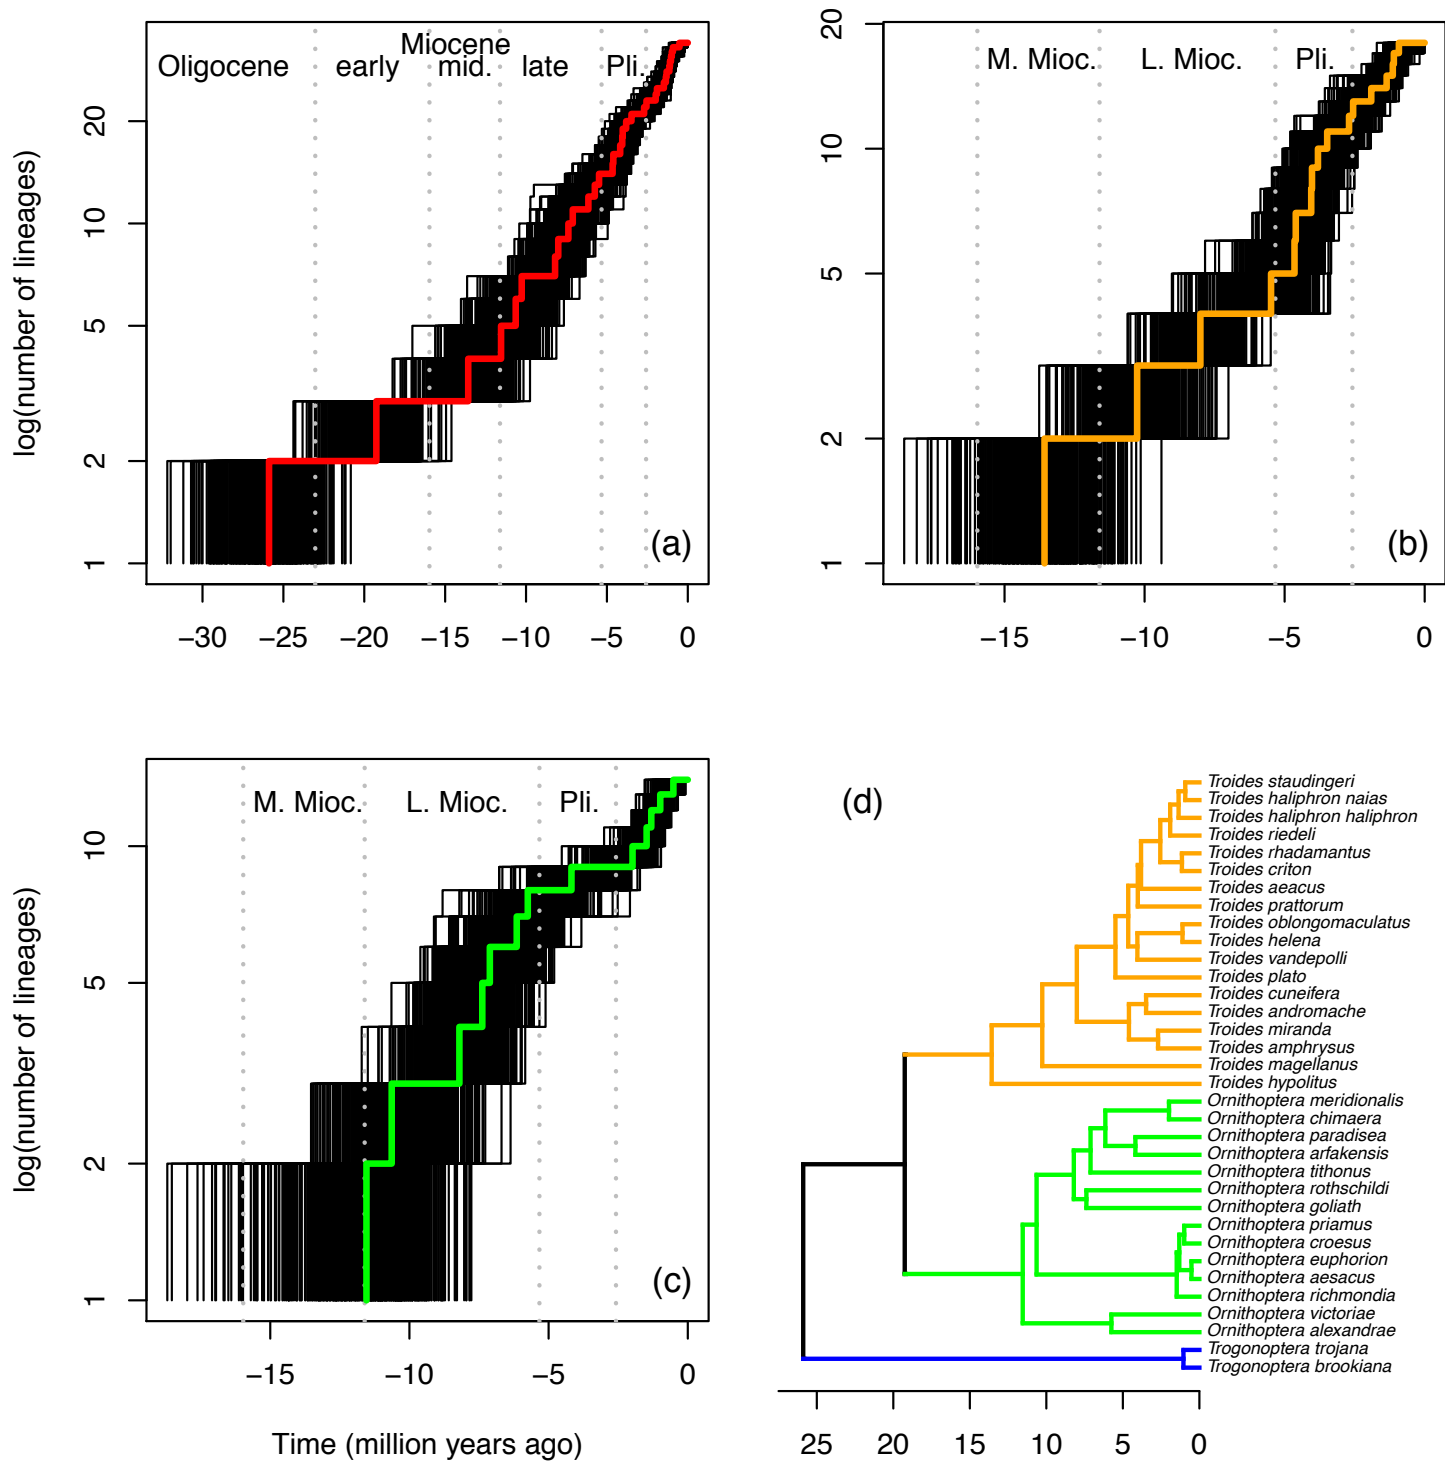 Miocene
Oligocene early mid. late Pli.
log(number of lineages)
20
10
5
2
1
(a)
−30 −25 −20 −15 −10 −5 0
M. Mioc. L. Mioc. Pli.
20
10
5
2
1
(b)
−15 −10 −5 0
M. Mioc. L. Mioc. Pli.
log(number of lineages)
10
5
2
1
(c)
−15 −10 −5 0
Time (million years ago)
(d)
Troides staudingeri
Troides haliphron naias
Troides haliphron haliphron
Troides riedeli
Troides rhadamantus
Troides criton
Troides aeacus
Troides prattorum
Troides oblongomaculatus
Troides helena
Troides vandepolli
Troides plato
Troides cuneifera
Troides andromache
Troides miranda
Troides amphrysus
Troides magellanus
Troides hypolitus
Ornithoptera meridionalis
Ornithoptera chimaera
Ornithoptera paradisea
Ornithoptera arfakensis
Ornithoptera tithonus
Ornithoptera rothschildi
Ornithoptera goliath
Ornithoptera priamus
Ornithoptera croesus
Ornithoptera euphorion
Ornithoptera aesacus
Ornithoptera richmondia
Ornithoptera victoriae
Ornithoptera alexandrae
Trogonoptera trojana
Trogonoptera brookiana
25 20 15 10 5 0